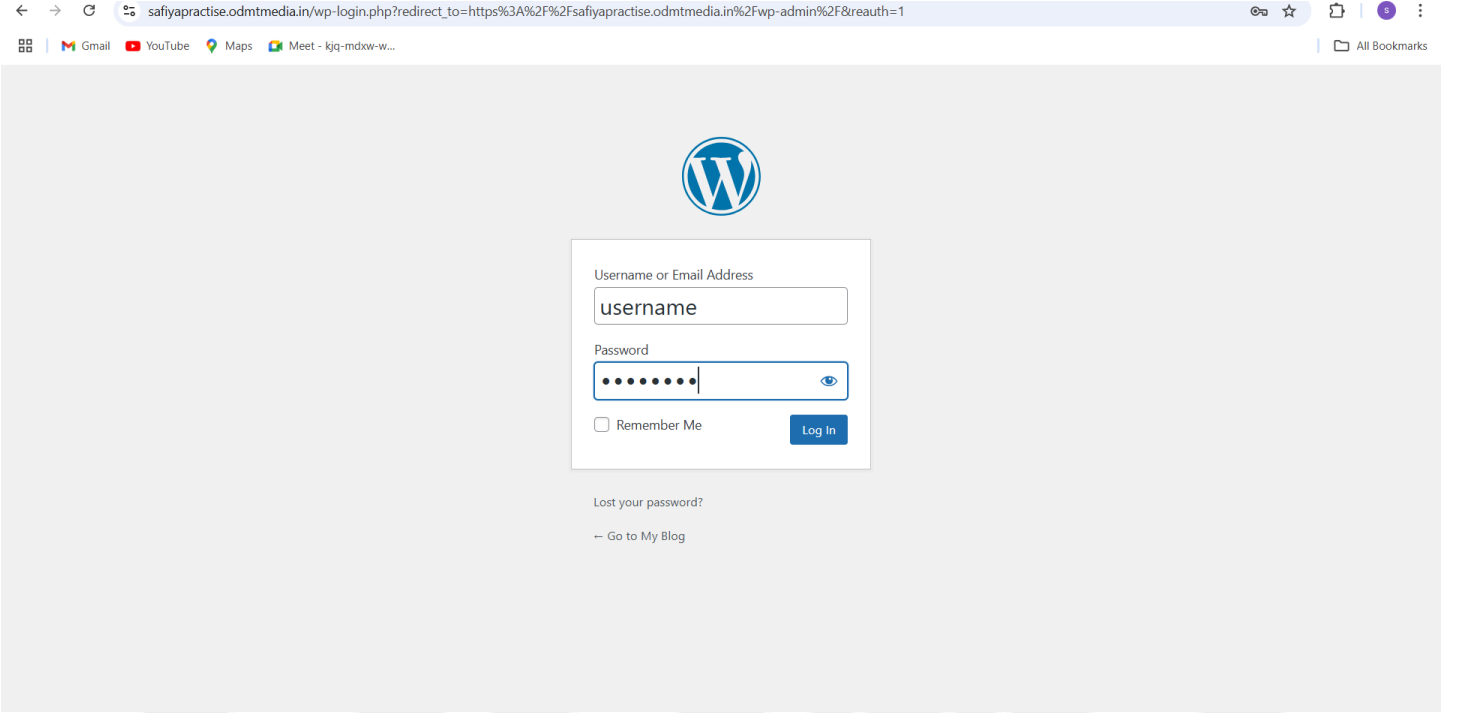 safiyapractise.odmtmedia.in/wp-login.php?redirect_to=https%3A%2F%2Fsafiyapractise.odmtmedia.in%2Fwp-admin%2F&reauth=1
S
Gmail YouTube Maps Meet - kjq-mdxw-w... All Bookmarks
W
Username or Email Address
username
Password
••••••••
Remember Me Log In
Lost your password?
← Go to My Blog